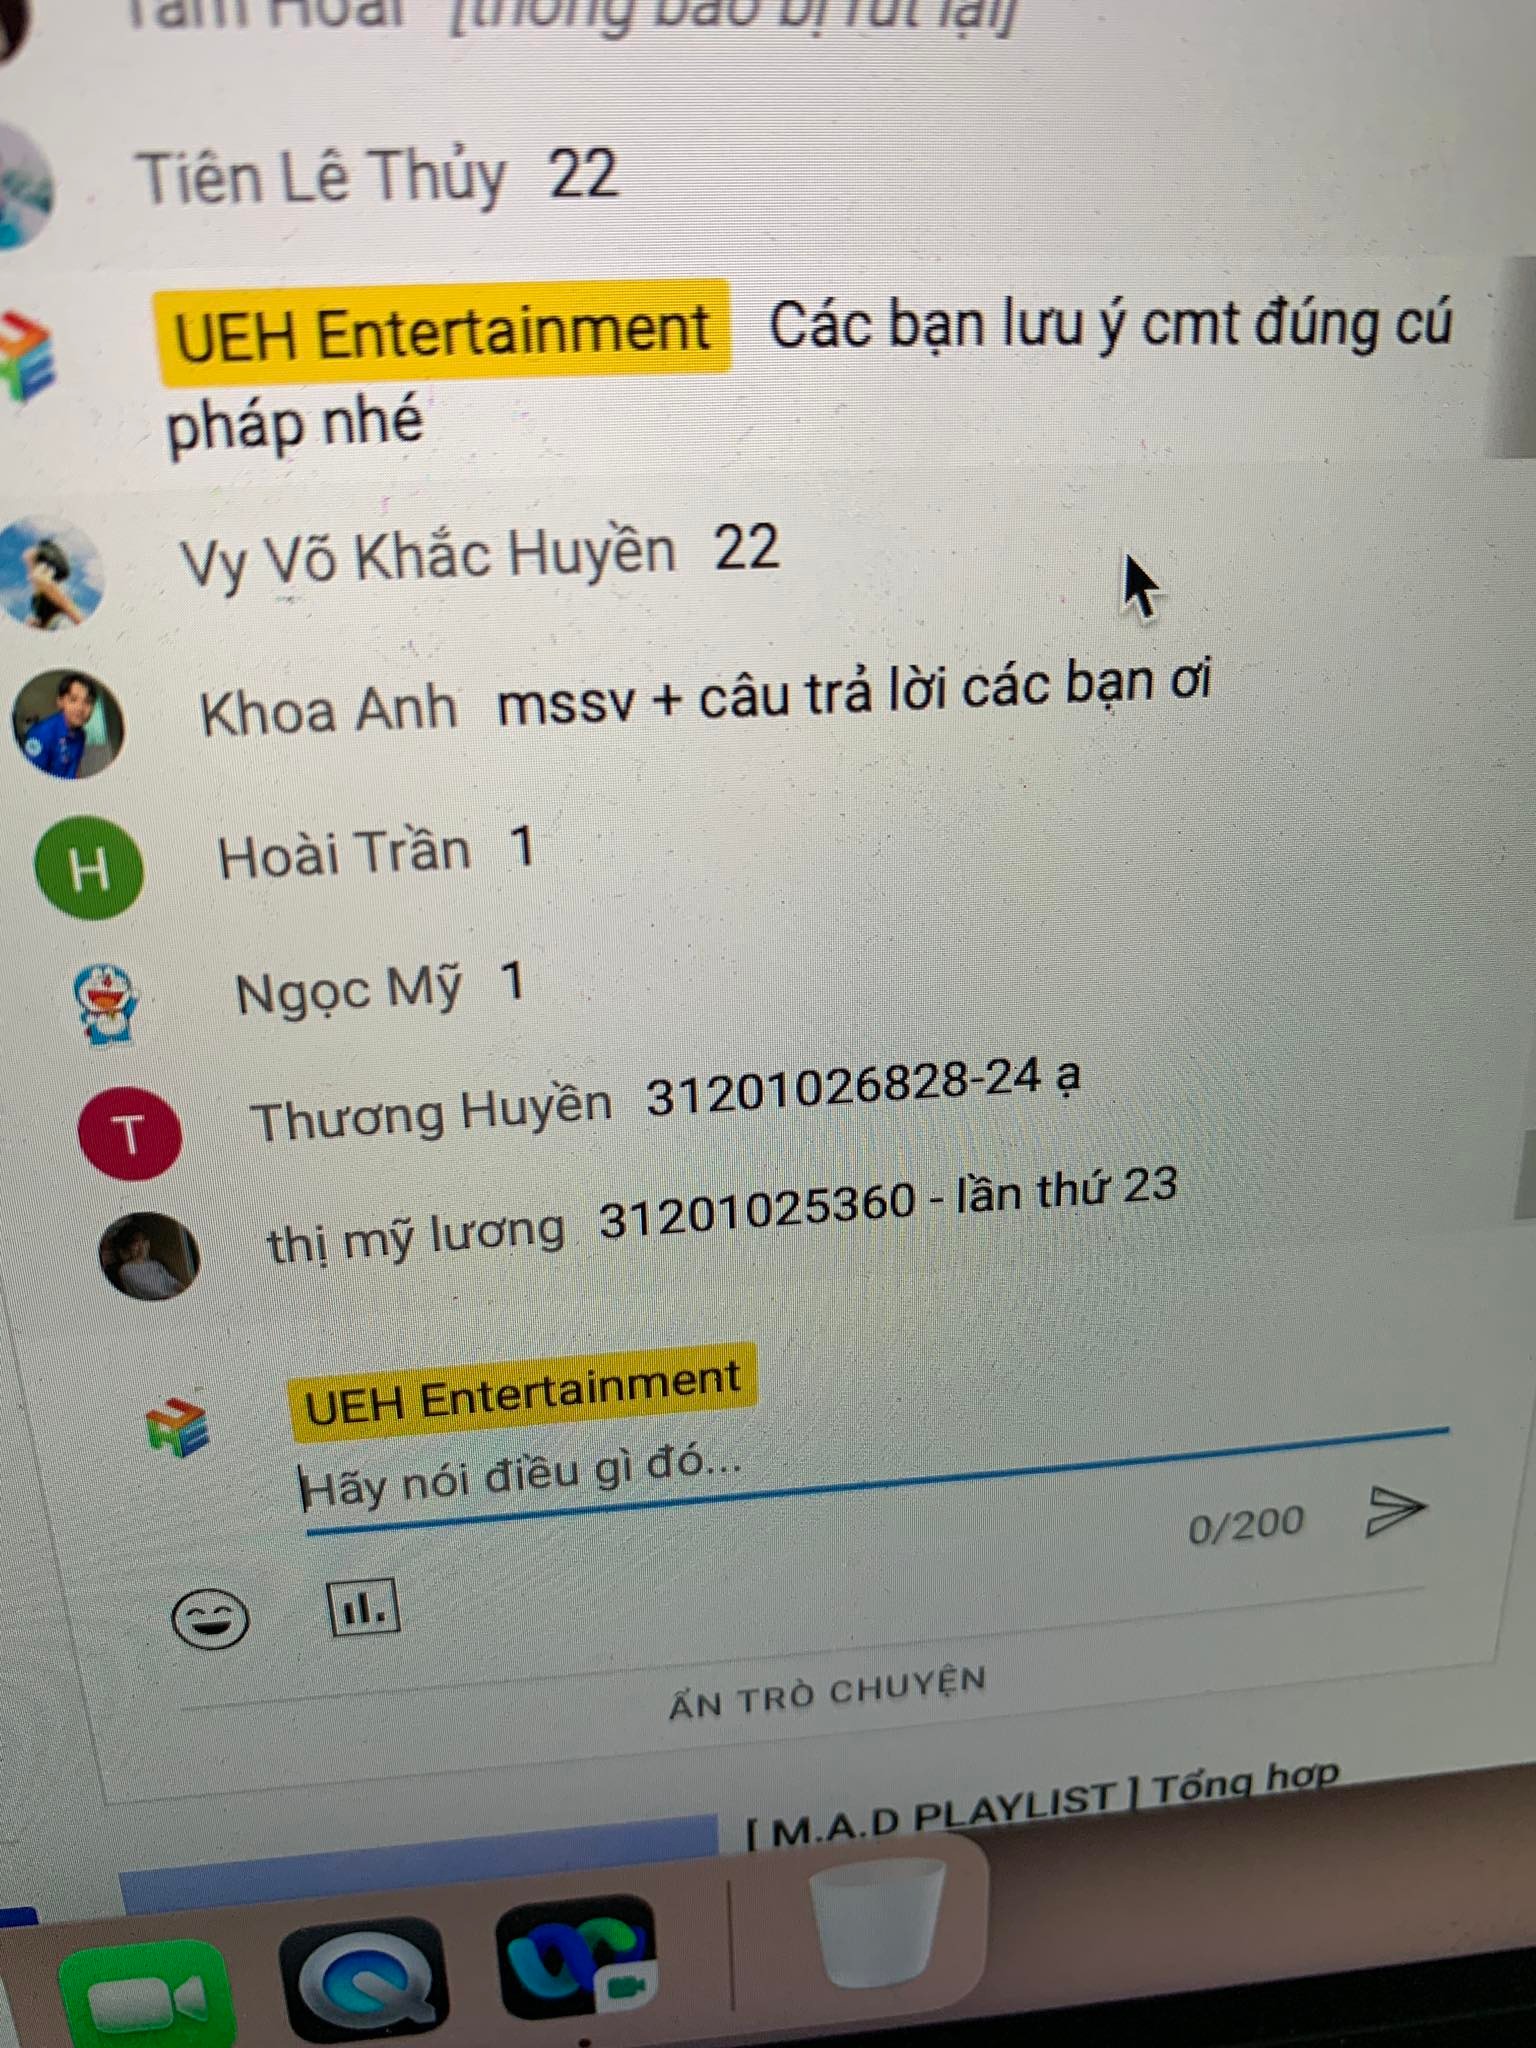 Tâm Hoài [thông báo bị rút lại]
Tiên Lê Thủy 22
UEH Entertainment Các bạn lưu ý cmt đúng cú
pháp nhé
Vy Võ Khắc Huyền 22
Khoa Anh mssv + câu trả lời các bạn ơi
H Hoài Trần 1
Ngọc Mỹ 1
T Thương Huyền 31201026828-24 ạ
thị mỹ lương 31201025360 - lần thứ 23
UEH Entertainment
Hãy nói điều gì đó...
0/200
ẨN TRÒ CHUYỆN
[ M.A.D PLAYLIST ] Tổng hợp